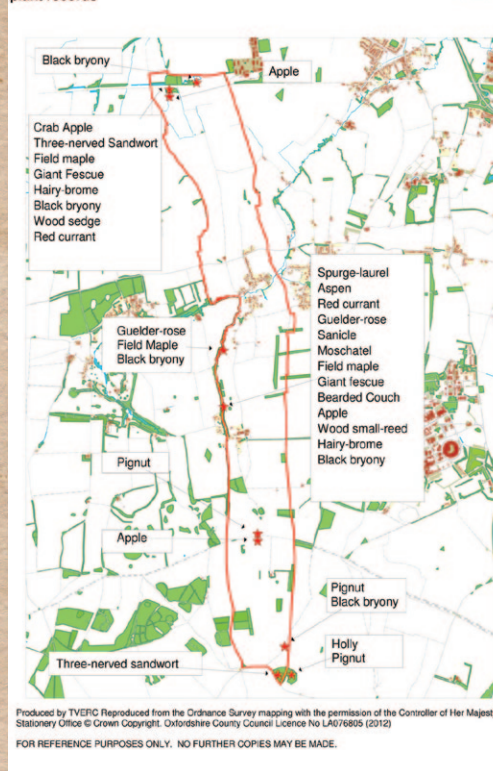 plant records
Black bryony
Apple
Crab Apple
Three-nerved Sandwort
Field maple
Giant Fescue
Hairy-brome
Black bryony
Wood sedge
Red currant
Spurge-laurel
Aspen
Red currant
Guelder-rose
Sanicle
Moschatel
Field maple
Giant fescue
Bearded Couch
Apple
Wood small-reed
Hairy-brome
Black bryony
Guelder-rose
Field Maple
Black bryony
Pignut
Apple
Pignut
Black bryony
Holly
Pignut
Three-nerved sandwort
Produced by TVERC Reproduced from the Ordnance Survey mapping with the permission of the Controller of Her Majest
Stationery Office © Crown Copyright. Oxfordshire County Council Licence No LA076805 (2012)
FOR REFERENCE PURPOSES ONLY. NO FURTHER COPIES MAY BE MADE.